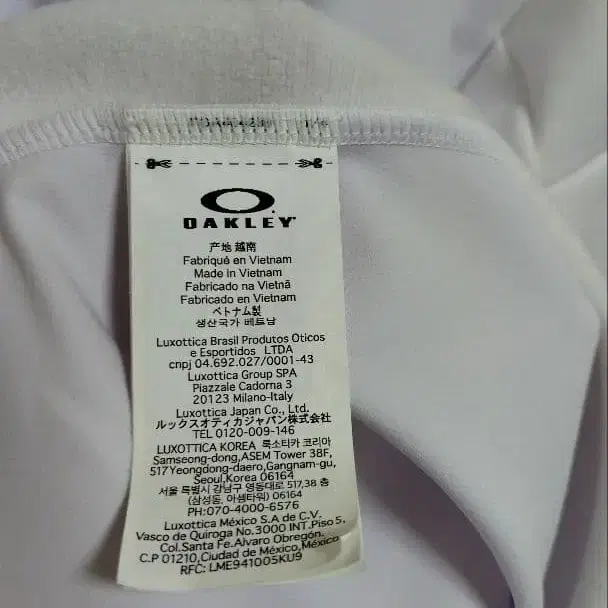 OAKLEY
产地 越南
Fabriqué en Vietnam
Made in Vietnam
Fabricado na Vietnã
Fabricado en Vietnam
ベトナム製
생산국가 베트남
Luxottica Brasil Produtos Oticos
e Esportidos LTDA
cnpj 04.692.027/0001-43
Luxottica Group SPA
Piazzale Cadorna 3
20123 Milano-Italy
Luxottica Japan Co., Ltd.
ルックスオティカジャパン株式会社
TEL 0120-009-146
LUXOTTICA KOREA 룩소티카 코리아
Samseong-dong,ASEM Tower 38F,
517Yeongdong-daero,Gangnam-gu,
Seoul,Korea 06164
서울 특별시 강남구 영동대로 517,38 층
(삼성동, 아셈타워) 06164
PH:070-4000-6576
Luxottica México S.A de C.V.
Vasco de Quiroga No.3000 INT.Piso 5,
Col.Santa Fe.Alvaro Obregón.
C.P 01210,Ciudad de México,México
RFC: LME941005KU9